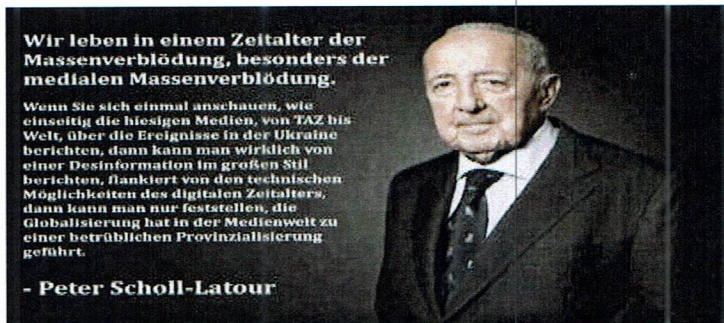 Wir leben in einem Zeitalter der
Massenverblödung, besonders der
medialen Massenverblödung.
Wenn Sie sich einmal anschauen, wie
einseitig die hiesigen Medien, von TAZ bis
Welt, über die Ereignisse in der Ukraine
berichten, dann kann man wirklich von
einer Desinformation im großen Stil
berichten, flankiert von den technischen
Möglichkeiten des digitalen Zeitalters,
dann kann man nur feststellen, die
Globalisierung hat in der Medienwelt zu
einer betrüblichen Provinzialisierung
geführt.
- Peter Scholl-Latour